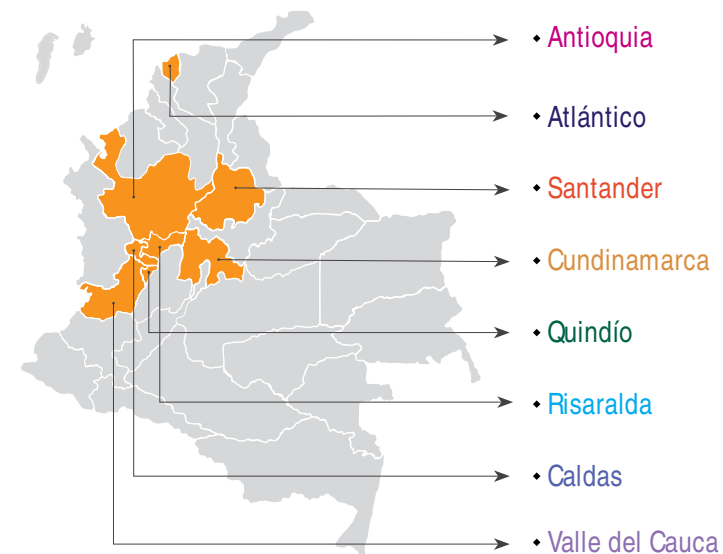 ◆ Antioquia
◆ Atlántico
◆ Santander
◆ Cundinamarca
◆ Quindío
◆ Risaralda
◆ Caldas
◆ Valle del Cauca